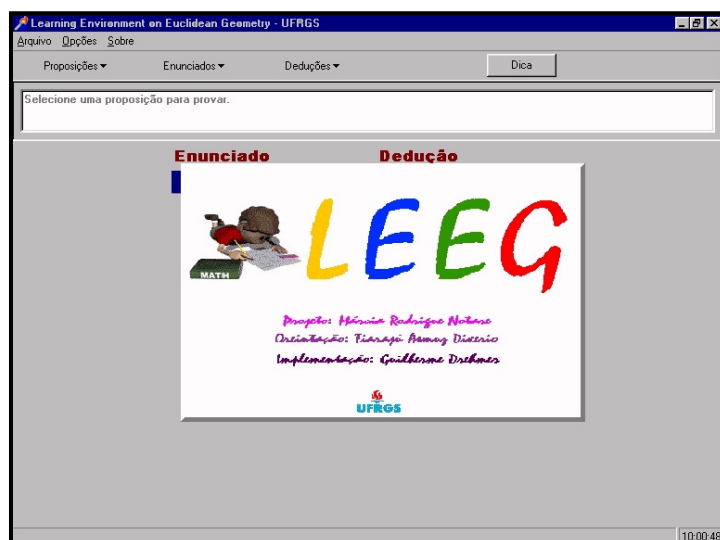 Learning Environment on Euclidean Geometry - UFRGS
Arquivo Opções Sobre
Proposições Enunciados Deduções Dica
Selecione uma proposição para provar.
Enunciado Dedução
LEEG
MATH
Projeto: Márcia Rodrigues Notare
Orientação: Tiarajú Asmuz Diverio
Implementação: Guilherme Drehmer
UFRGS
10:00:48